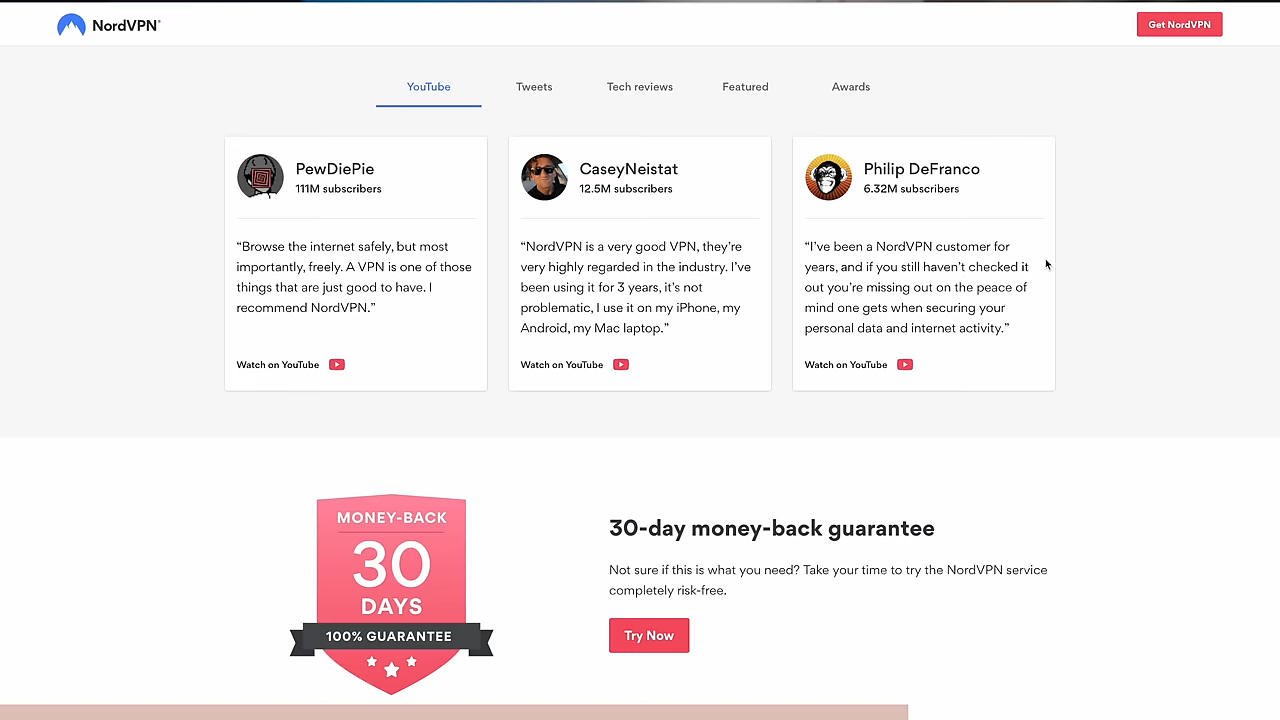 NordVPN®
Get NordVPN
YouTube
Tweets
Tech reviews
Featured
Awards
PewDiePie
111M subscribers
“Browse the internet safely, but most
importantly, freely. A VPN is one of those
things that are just good to have. I
recommend NordVPN.”
Watch on YouTube
CaseyNeistat
12.5M subscribers
“NordVPN is a very good VPN, they’re
very highly regarded in the industry. I’ve
been using it for 3 years, it’s not
problematic, I use it on my iPhone, my
Android, my Mac laptop.”
Watch on YouTube
Philip DeFranco
6.32M subscribers
“I’ve been a NordVPN customer for
years, and if you still haven’t checked it
out you’re missing out on the peace of
mind one gets when securing your
personal data and internet activity.”
Watch on YouTube
MONEY-BACK
30
DAYS
100% GUARANTEE
30-day money-back guarantee
Not sure if this is what you need? Take your time to try the NordVPN service
completely risk-free.
Try Now